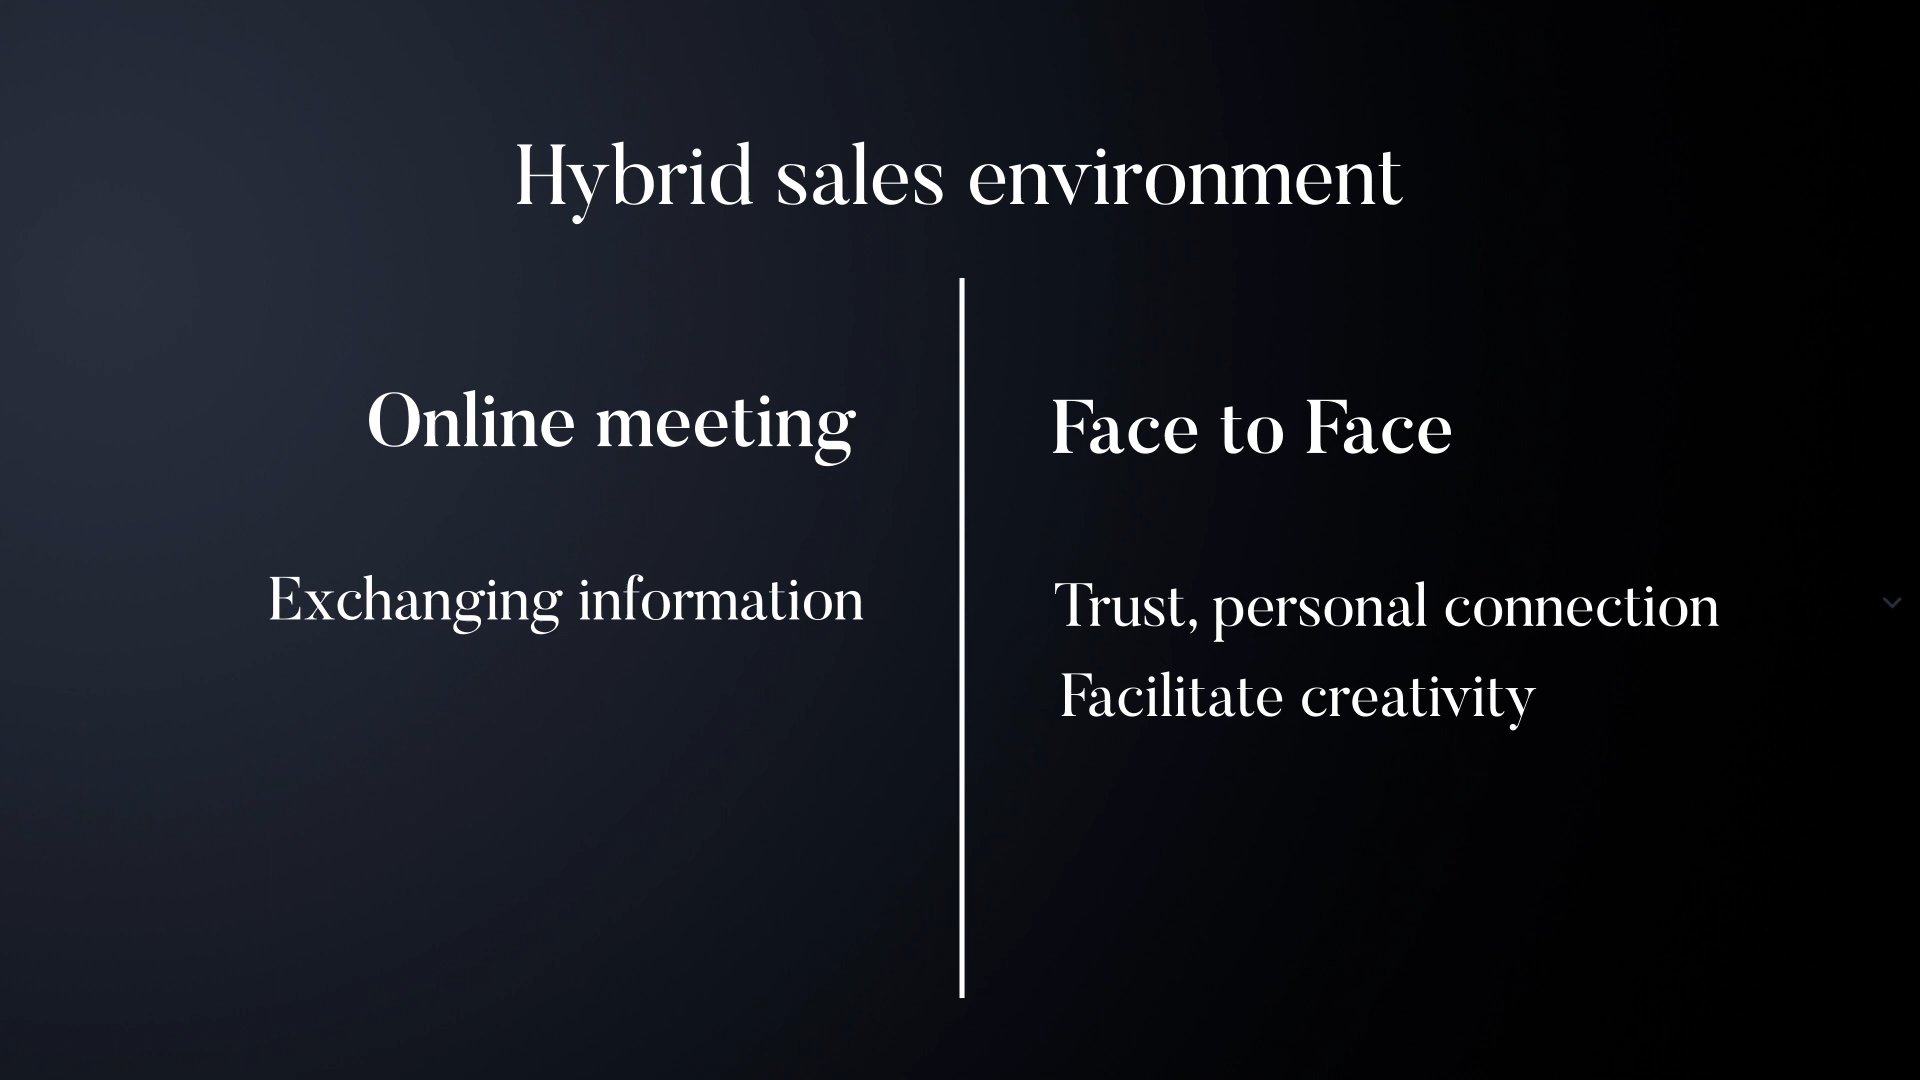 Hybrid sales environment
Online meeting
Exchanging information
Face to Face
Trust, personal connection
Facilitate creativity